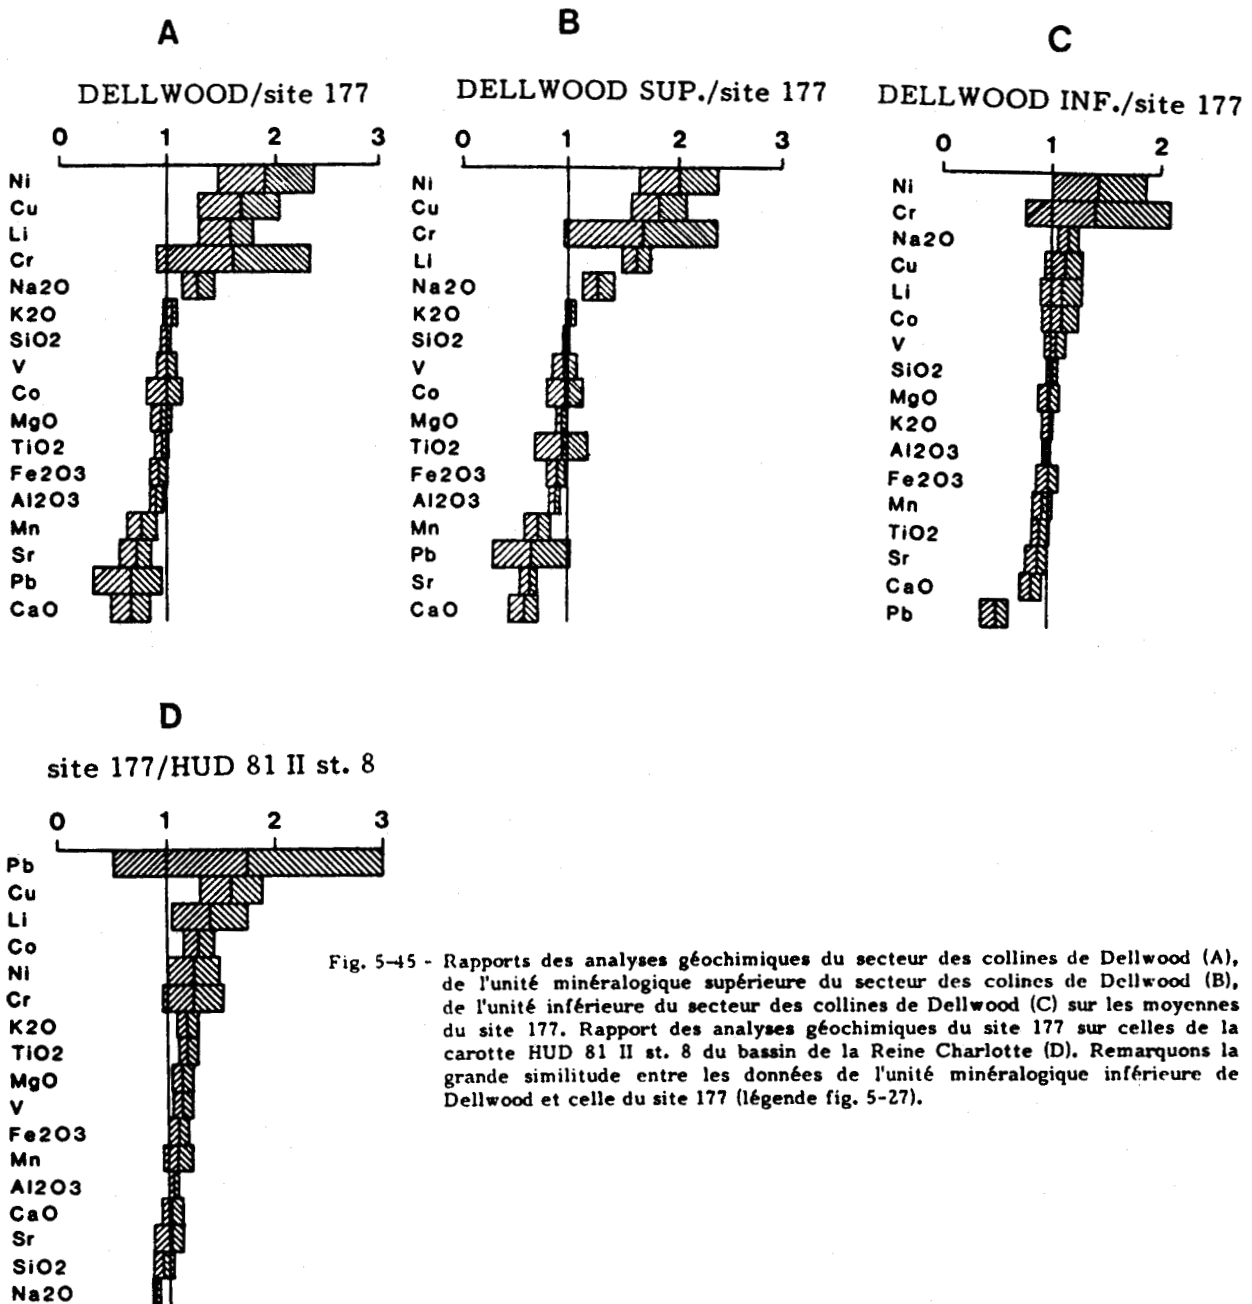 A
DELLWOOD/site 177
0 1 2 3
Ni
Cu
Li
Cr
Na2O
K2O
SiO2
V
Co
MgO
TiO2
Fe2O3
Al2O3
Mn
Sr
Pb
CaO
B
DELLWOOD SUP./site 177
0 1 2 3
Ni
Cu
Cr
Li
Na2O
K2O
SiO2
V
Co
MgO
TiO2
Fe2O3
Al2O3
Mn
Pb
Sr
CaO
C
DELLWOOD INF./site 177
0 1 2
Ni
Cr
Na2O
Cu
Li
Co
V
SiO2
MgO
K2O
Al2O3
Fe2O3
Mn
TiO2
Sr
CaO
Pb
D
site 177/HUD 81 II st. 8
0 1 2 3
Pb
Cu
Li
Co
Ni
Cr
K2O
TiO2
MgO
V
Fe2O3
Mn
Al2O3
CaO
Sr
SiO2
Na2O
Fig. 5-45 - Rapports des analyses géochimiques du secteur des collines de Dellwood (A),
de l'unité minéralogique supérieure du secteur des colines de Dellwood (B),
de l'unité inférieure du secteur des collines de Dellwood (C) sur les moyennes
du site 177. Rapport des analyses géochimiques du site 177 sur celles de la
carotte HUD 81 II st. 8 du bassin de la Reine Charlotte (D). Remarquons la
grande similitude entre les données de l'unité minéralogique inférieure de
Dellwood et celle du site 177 (légende fig. 5-27).